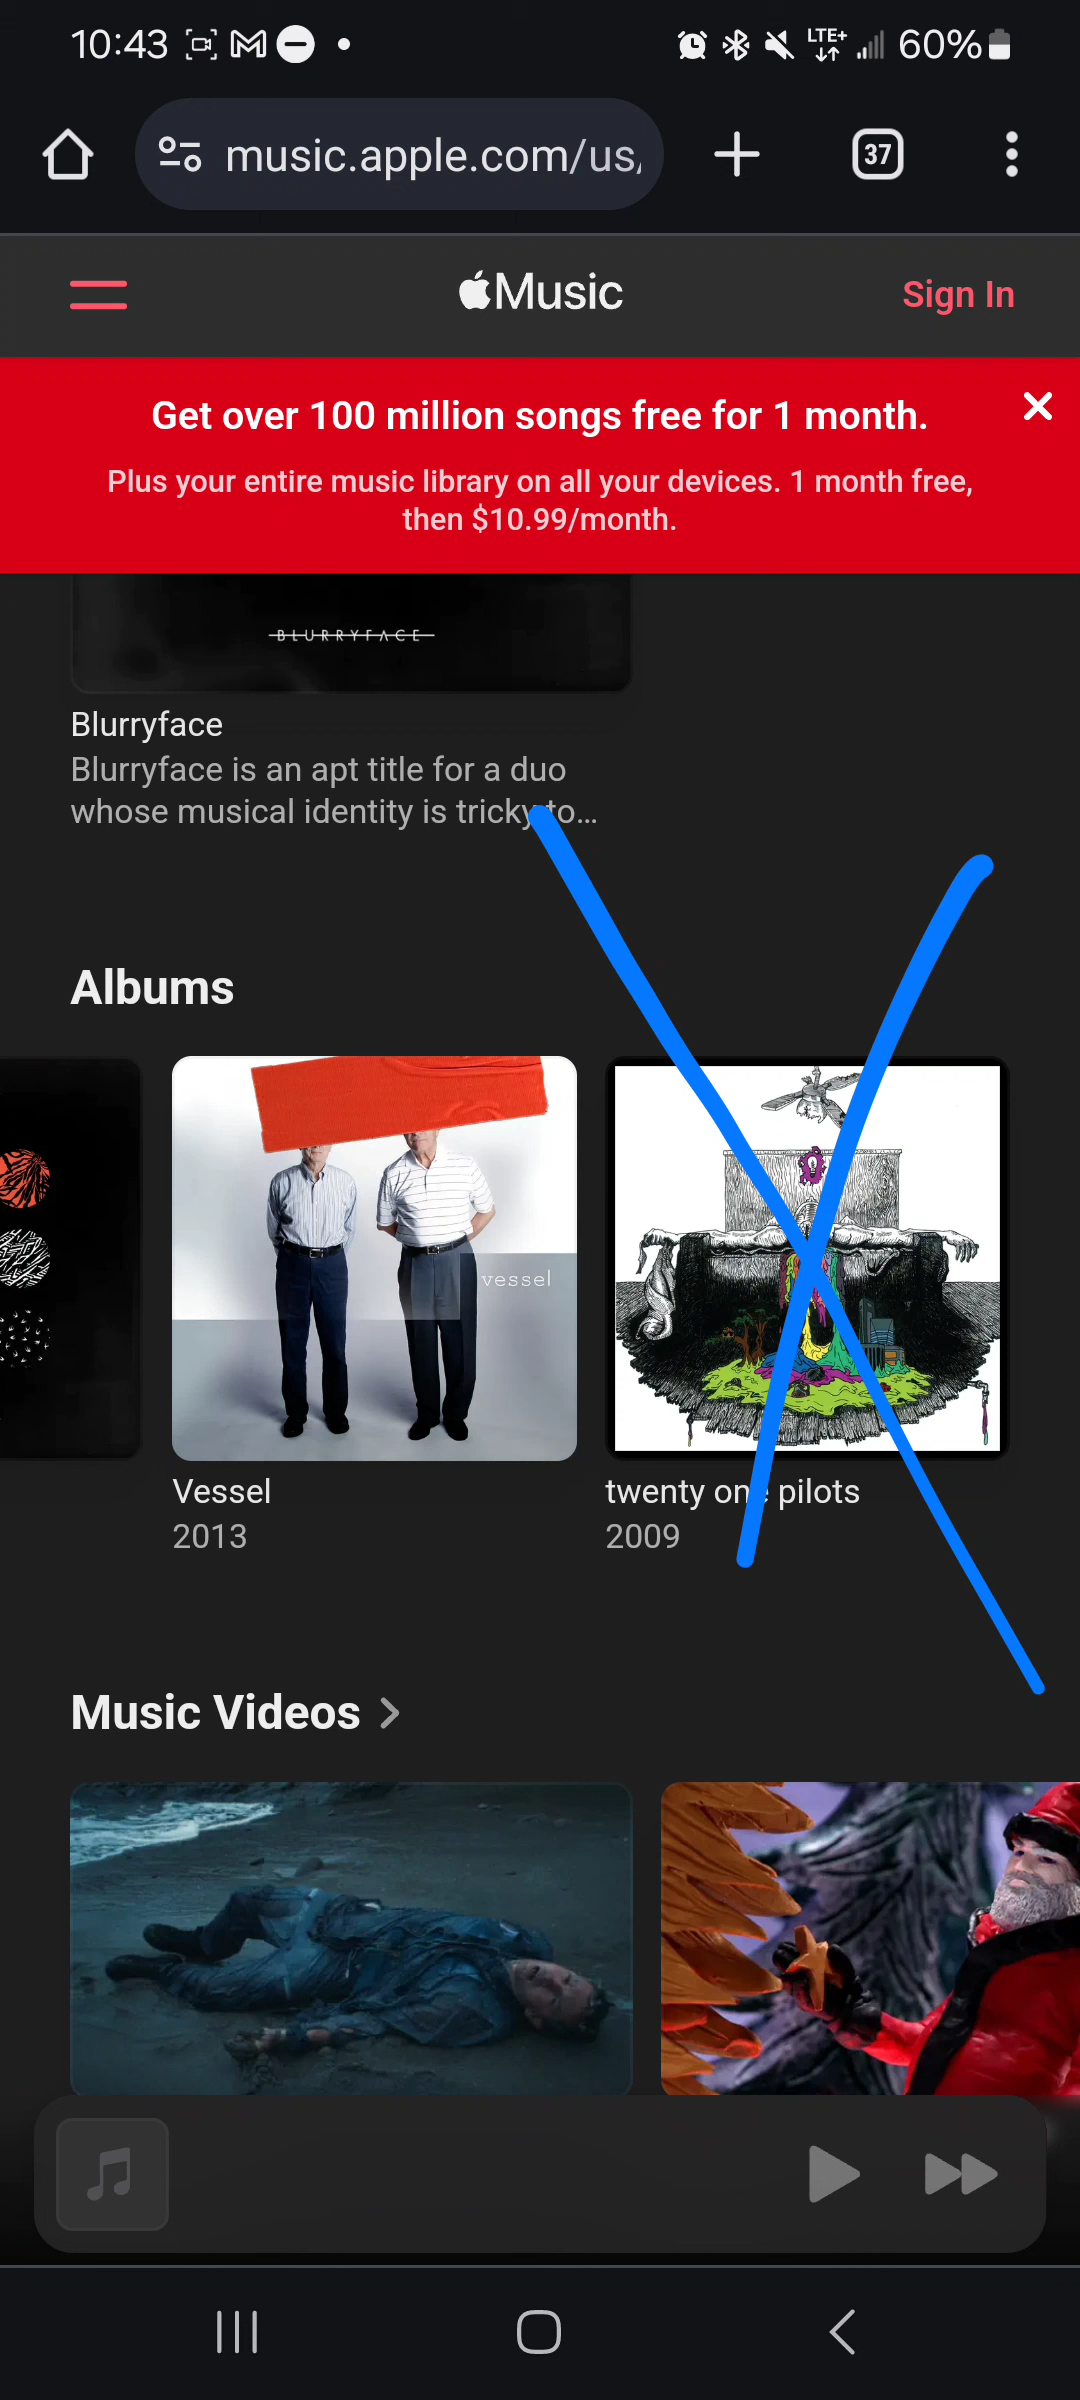 10:43
LTE+
60%
music.apple.com/us/
37
Music
Sign In
Get over 100 million songs free for 1 month.
Plus your entire music library on all your devices. 1 month free,
then $10.99/month.
BLURRYFACE
Blurryface
Blurryface is an apt title for a duo
whose musical identity is tricky to...
Albums
vessel
Vessel
2013
twenty one pilots
2009
Music Videos